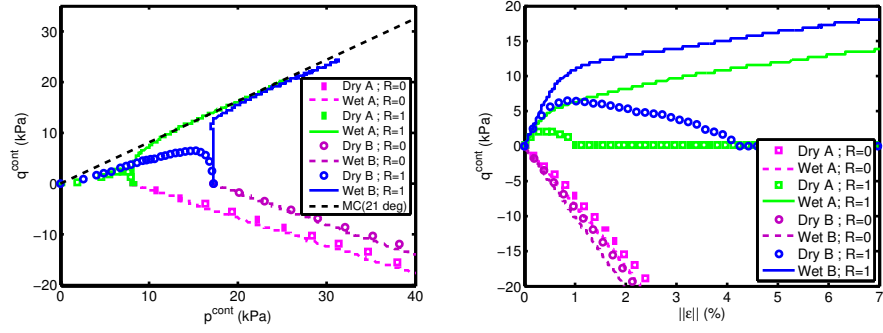 q^cont (kPa)
30
20
10
0
−10
−20
0
10
20
30
40
p^cont (kPa)
Dry A ; R=0
Wet A; R=0
Dry A ; R=1
Wet A; R=1
Dry B ; R=0
Wet B; R=0
Dry B ; R=1
Wet B; R=1
MC(21 deg)
q^cont (kPa)
20
15
10
5
0
−5
−10
−15
−20
0
1
2
3
4
5
6
7
||ε|| (%)
Dry A ; R=0
Wet A; R=0
Dry A ; R=1
Wet A; R=1
Dry B ; R=0
Wet B; R=0
Dry B ; R=1
Wet B; R=1